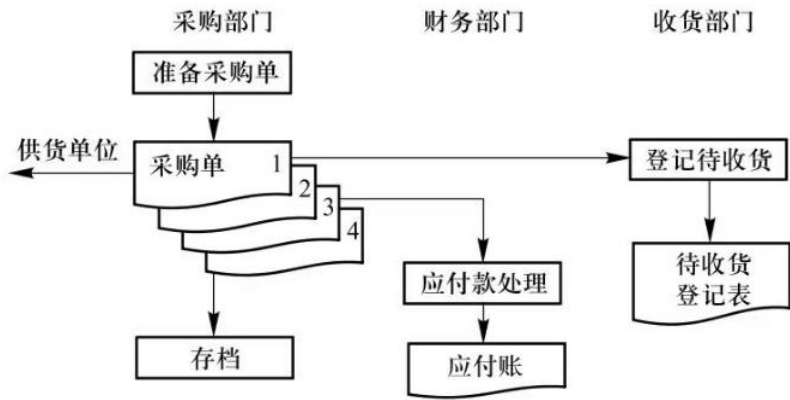 采购部门
财务部门
收货部门
准备采购单
供货单位
采购单
1
2
3
4
登记待收货
待收货
登记表
应付款处理
存档
应付账